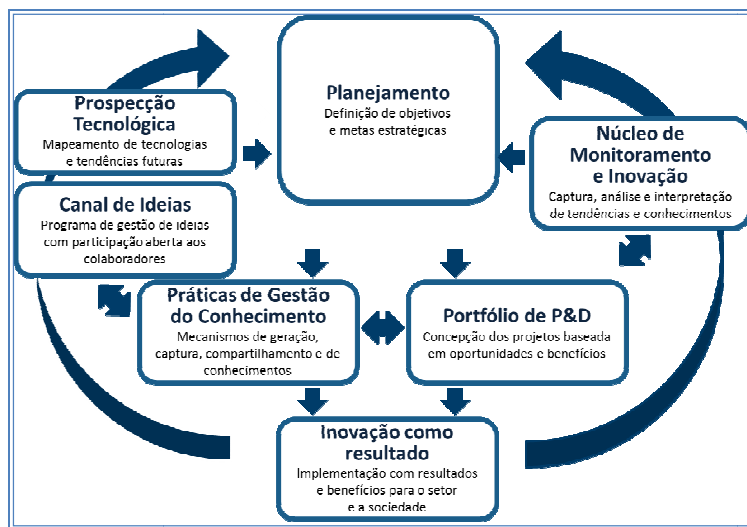 Prospecção
Tecnológica
Mapeamento de tecnologias
e tendências futuras
Canal de Ideias
Programa de gestão de ideias
com participação aberta aos
colaboradores
Planejamento
Definição de objetivos
e metas estratégicas
Núcleo de
Monitoramento
e Inovação
Captura, análise e interpretação
de tendências e conhecimentos
Práticas de Gestão
do Conhecimento
Mecanismos de geração,
captura, compartilhamento e de
conhecimentos
Portfólio de P&D
Concepção dos projetos baseada
em oportunidades e benefícios
Inovação como
resultado
Implementação com resultados
e benefícios para o setor
e a sociedade